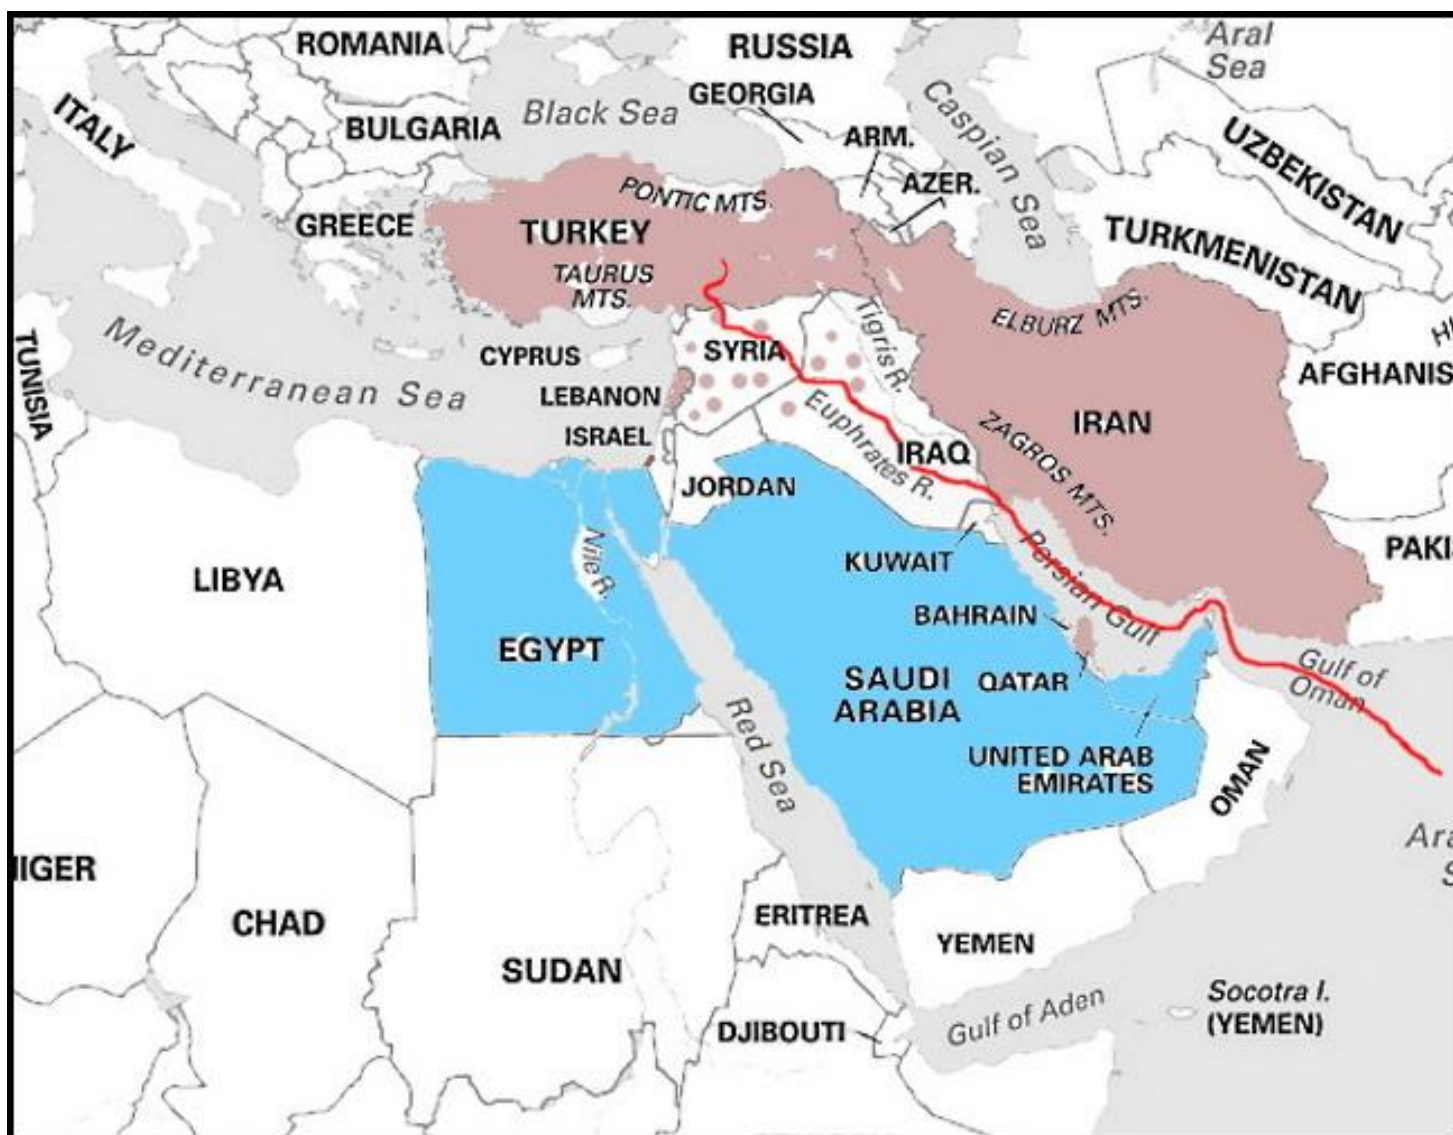 ROMANIA
RUSSIA
Aral
Sea
ITALY
BULGARIA
Black Sea
GEORGIA
Caspian Sea
UZBEKISTAN
ARM.
AZER.
PONTIC MTS.
GREECE
TURKEY
TURKMENISTAN
TAURUS
MTS.
ELBURZ MTS.
Tigris R.
TUNISIA
Mediterranean Sea
CYPRUS
SYRIA
AFGHANIS
LEBANON
Euphrates R.
IRAN
ISRAEL
IRAQ
ZAGROS MTS.
JORDAN
LIBYA
Nile R.
KUWAIT
Persian Gulf
PAKI
BAHRAIN
EGYPT
SAUDI
ARABIA
QATAR
Gulf of
Oman
Red Sea
UNITED ARAB
EMIRATES
OMAN
Ara
S
NIGER
CHAD
ERITREA
YEMEN
SUDAN
Socotra I.
(YEMEN)
Gulf of Aden
DJIBOUTI